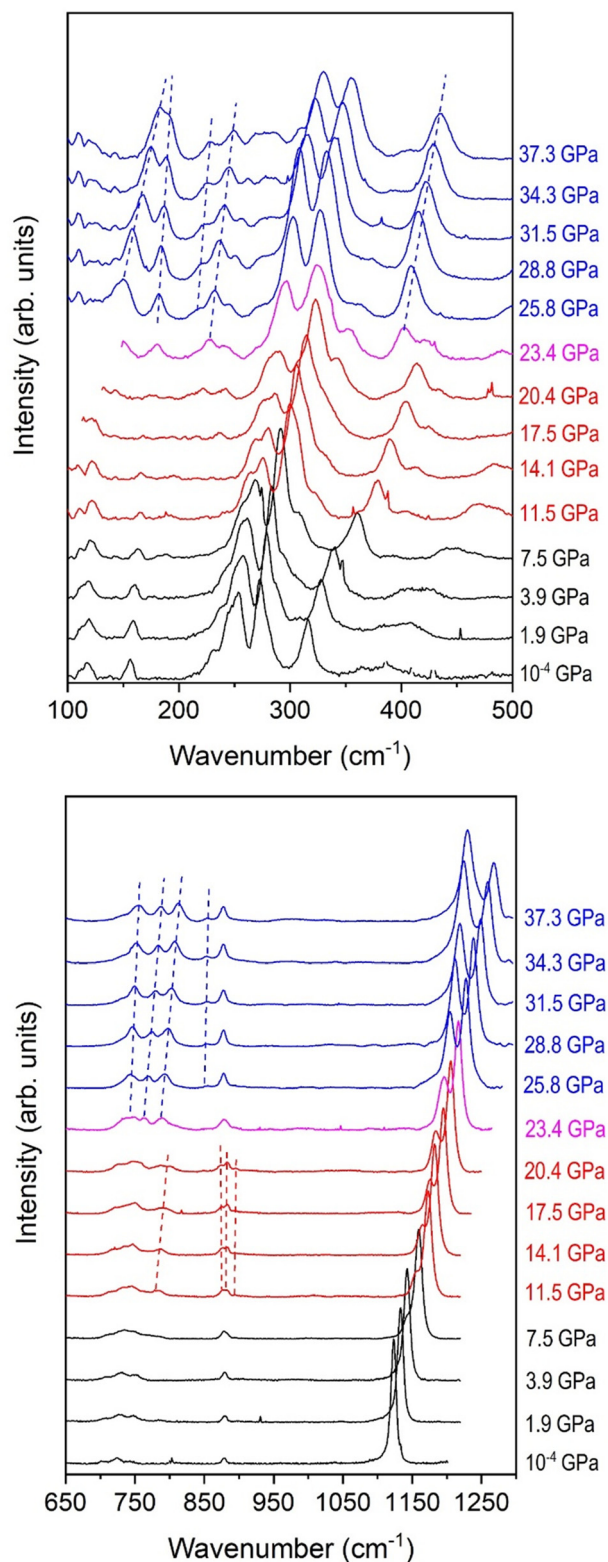 Intensity (arb. units)
37.3 GPa
34.3 GPa
31.5 GPa
28.8 GPa
25.8 GPa
23.4 GPa
20.4 GPa
17.5 GPa
14.1 GPa
11.5 GPa
7.5 GPa
3.9 GPa
1.9 GPa
10⁻⁴ GPa
100 200 300 400 500
Wavenumber (cm⁻¹)
Intensity (arb. units)
37.3 GPa
34.3 GPa
31.5 GPa
28.8 GPa
25.8 GPa
23.4 GPa
20.4 GPa
17.5 GPa
14.1 GPa
11.5 GPa
7.5 GPa
3.9 GPa
1.9 GPa
10⁻⁴ GPa
650 750 850 950 1050 1150 1250
Wavenumber (cm⁻¹)